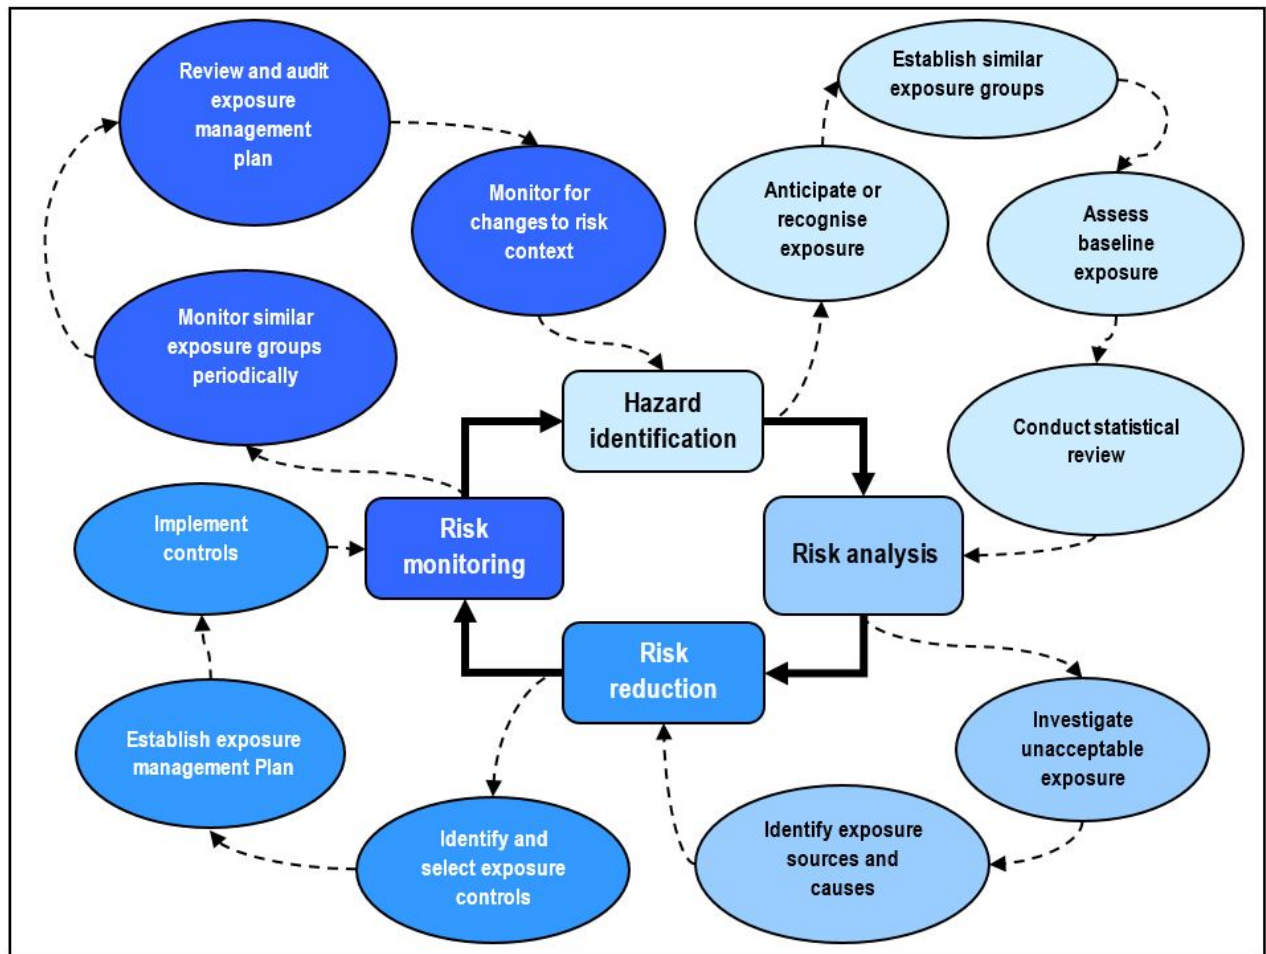 Review and audit
exposure
management
plan
Establish similar
exposure groups
Monitor for
changes to risk
context
Anticipate or
recognise
exposure
Assess
baseline
exposure
Monitor similar
exposure groups
periodically
Hazard
identification
Conduct statistical
review
Implement
controls
Risk
monitoring
Risk analysis
Risk
reduction
Establish exposure
management Plan
Investigate
unacceptable
exposure
Identify and
select exposure
controls
Identify exposure
sources and
causes